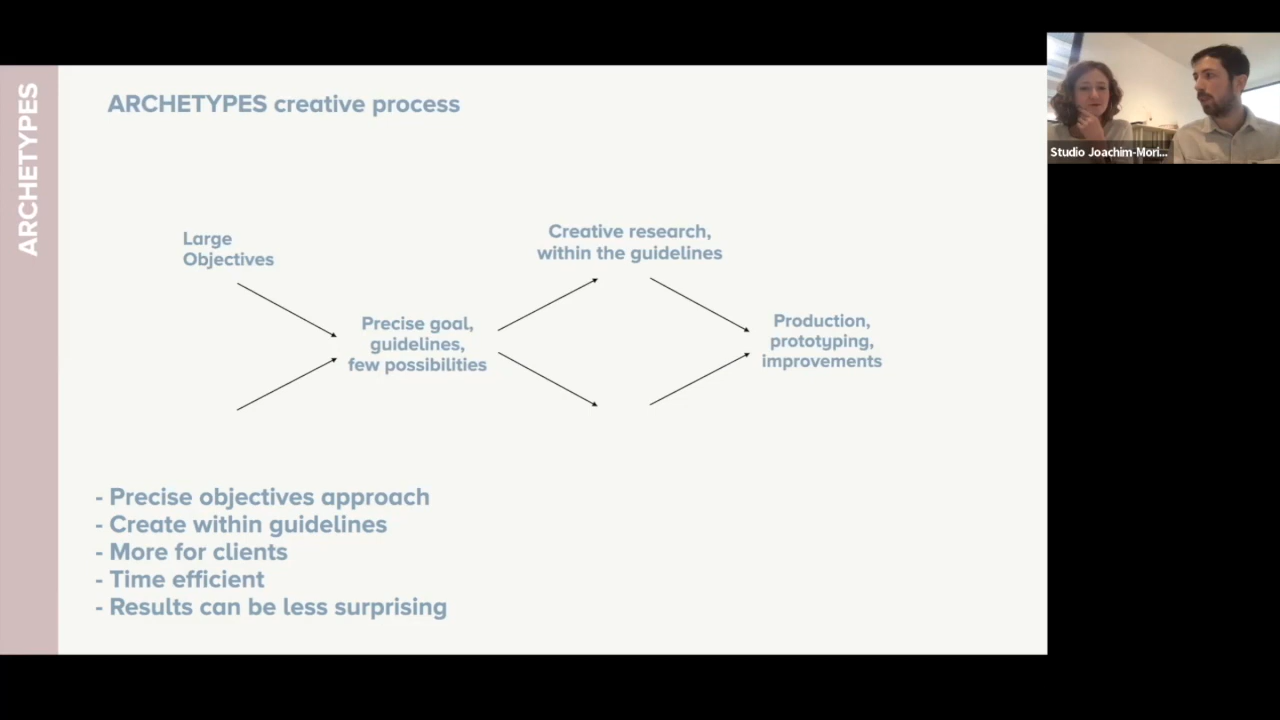 ARCHETYPES
ARCHETYPES creative process
Studio Joachim-Mori...
Large
Objectives
Creative research,
within the guidelines
Precise goal,
guidelines,
few possibilities
Production,
prototyping,
improvements
- Precise objectives approach
- Create within guidelines
- More for clients
- Time efficient
- Results can be less surprising